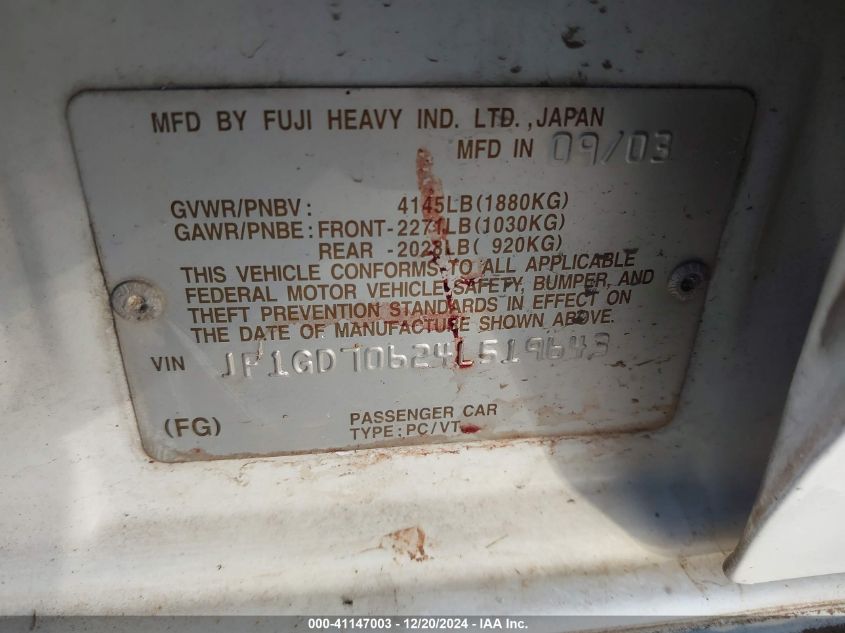 MFD BY FUJI HEAVY IND. LTD., JAPAN
MFD IN 09/03
GVWR/PNBV: 4145LB(1880KG)
GAWR/PNBE: FRONT-2271LB(1030KG)
REAR -2028LB( 920KG)
THIS VEHICLE CONFORMS TO ALL APPLICABLE
FEDERAL MOTOR VEHICLE SAFETY, BUMPER, AND
THEFT PREVENTION STANDARDS IN EFFECT ON
THE DATE OF MANUFACTURE SHOWN ABOVE.
VIN JF1GD70624L519643
(FG) PASSENGER CAR
TYPE: PC/VT
000-41147003 - 12/20/2024 - IAA Inc.